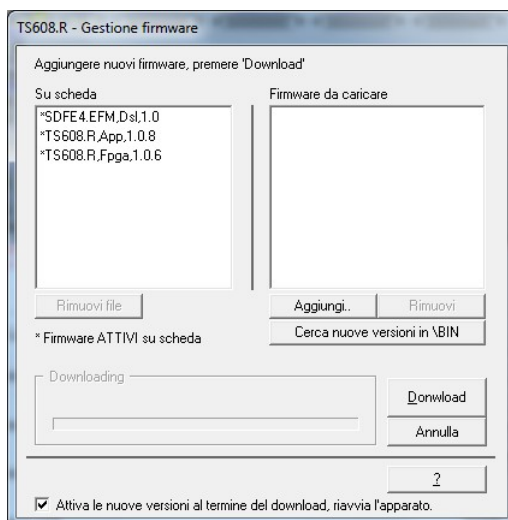 TS608.R - Gestione firmware
Aggiungere nuovi firmware, premere 'Download'
Su scheda
Firmware da caricare
*SDFE4.EFM,Dsl,1.0
*TS608.R,App,1.0.8
*TS608.R,Fpga,1.0.6
Rimuovi file
Aggiungi..
Rimuovi
* Firmware ATTIVI su scheda
Cerca nuove versioni in \BIN
Downloading
Donwload
Annulla
?
Attiva le nuove versioni al termine del download, riavvia l'apparato.